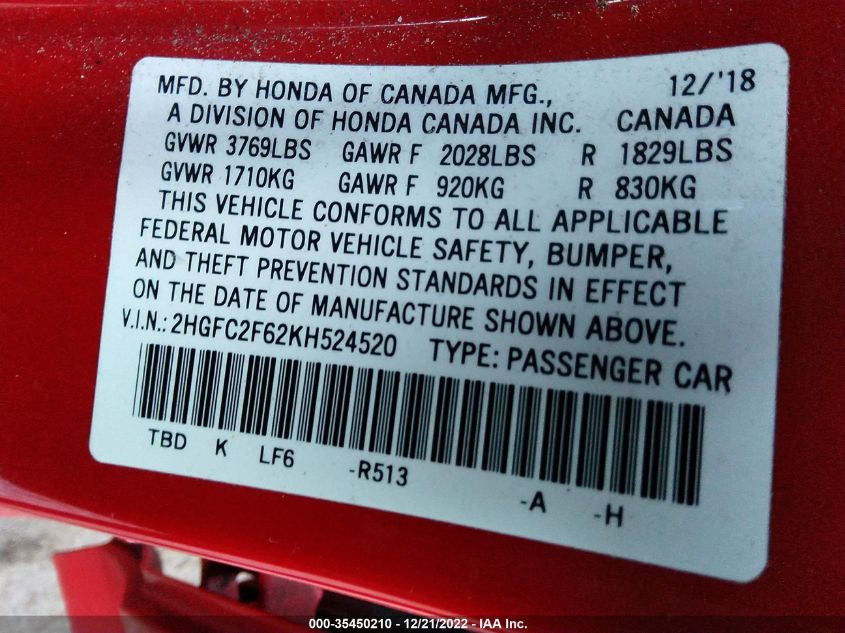 MFD. BY HONDA OF CANADA MFG., 12/'18
A DIVISION OF HONDA CANADA INC. CANADA
GVWR 3769LBS GAWR F 2028LBS R 1829LBS
GVWR 1710KG GAWR F 920KG R 830KG
THIS VEHICLE CONFORMS TO ALL APPLICABLE
FEDERAL MOTOR VEHICLE SAFETY, BUMPER,
AND THEFT PREVENTION STANDARDS IN EFFECT
ON THE DATE OF MANUFACTURE SHOWN ABOVE.
V.I.N.: 2HGFC2F62KH524520 TYPE: PASSENGER CAR
TBD K LF6 -R513 -A -H
000-35450210 - 12/21/2022 - IAA Inc.